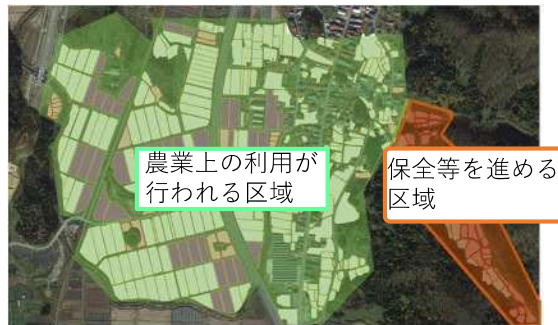 農業上の利用が
行われる区域
保全等を進める
区域